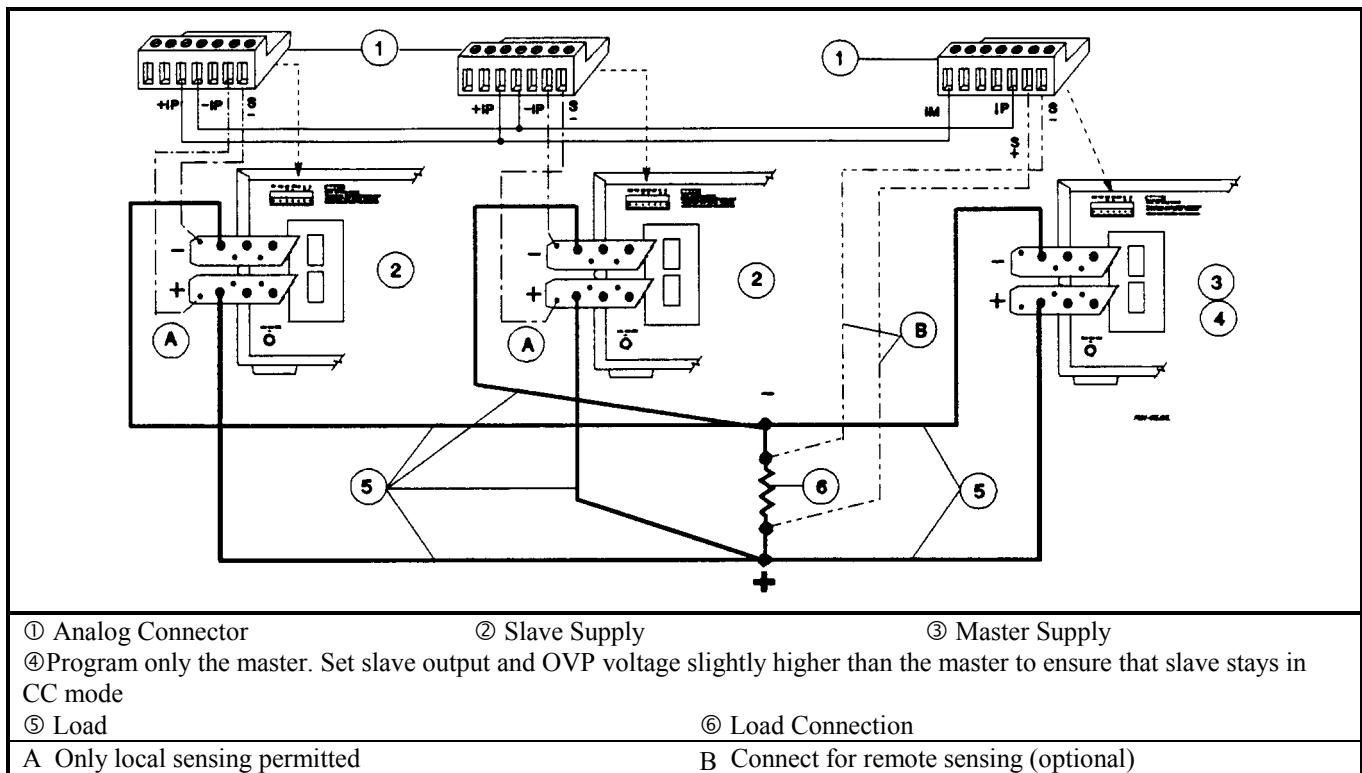 1
1
+IP -IP S
-
+IP -IP S
-
IM ↓P S
-
S
+
-
+
2
-
+
2
-
+
3
4
A
A
B
-
5
6
5
+
① Analog Connector ② Slave Supply ③ Master Supply
④Program only the master. Set slave output and OVP voltage slightly higher than the master to ensure that slave stays in
CC mode
⑤ Load ⑥ Load Connection
A Only local sensing permitted B Connect for remote sensing (optional)